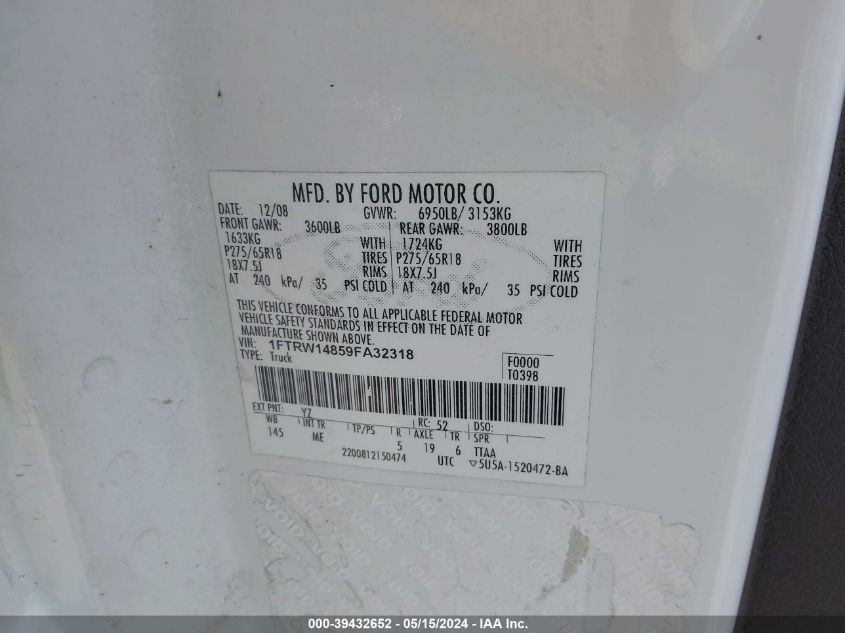 MFD. BY FORD MOTOR CO.
DATE: 12/08 GVWR: 6950LB/ 3153KG
FRONT GAWR: 3600LB REAR GAWR: 3800LB
1633KG WITH 1724KG WITH
P275/65R18 TIRES P275/65R18 TIRES
18X7.5J RIMS 18X7.5J RIMS
AT 240 kPa/ 35 PSI COLD AT 240 kPa/ 35 PSI COLD
THIS VEHICLE CONFORMS TO ALL APPLICABLE FEDERAL MOTOR
VEHICLE SAFETY STANDARDS IN EFFECT ON THE DATE OF
MANUFACTURE SHOWN ABOVE.
VIN: 1FTRW14859FA32318
TYPE: Truck
F0000
T0398
EXT PNT: YZ RC: 52 DSO:
WB INT TR TP/PS R AXLE TR SPR
145 ME 5 19 6 TTAA
2200812150474 UTC ▽5U5A-1520472-BA
VOID VOID VOID VOID
000-39432652 - 05/15/2024 - IAA Inc.